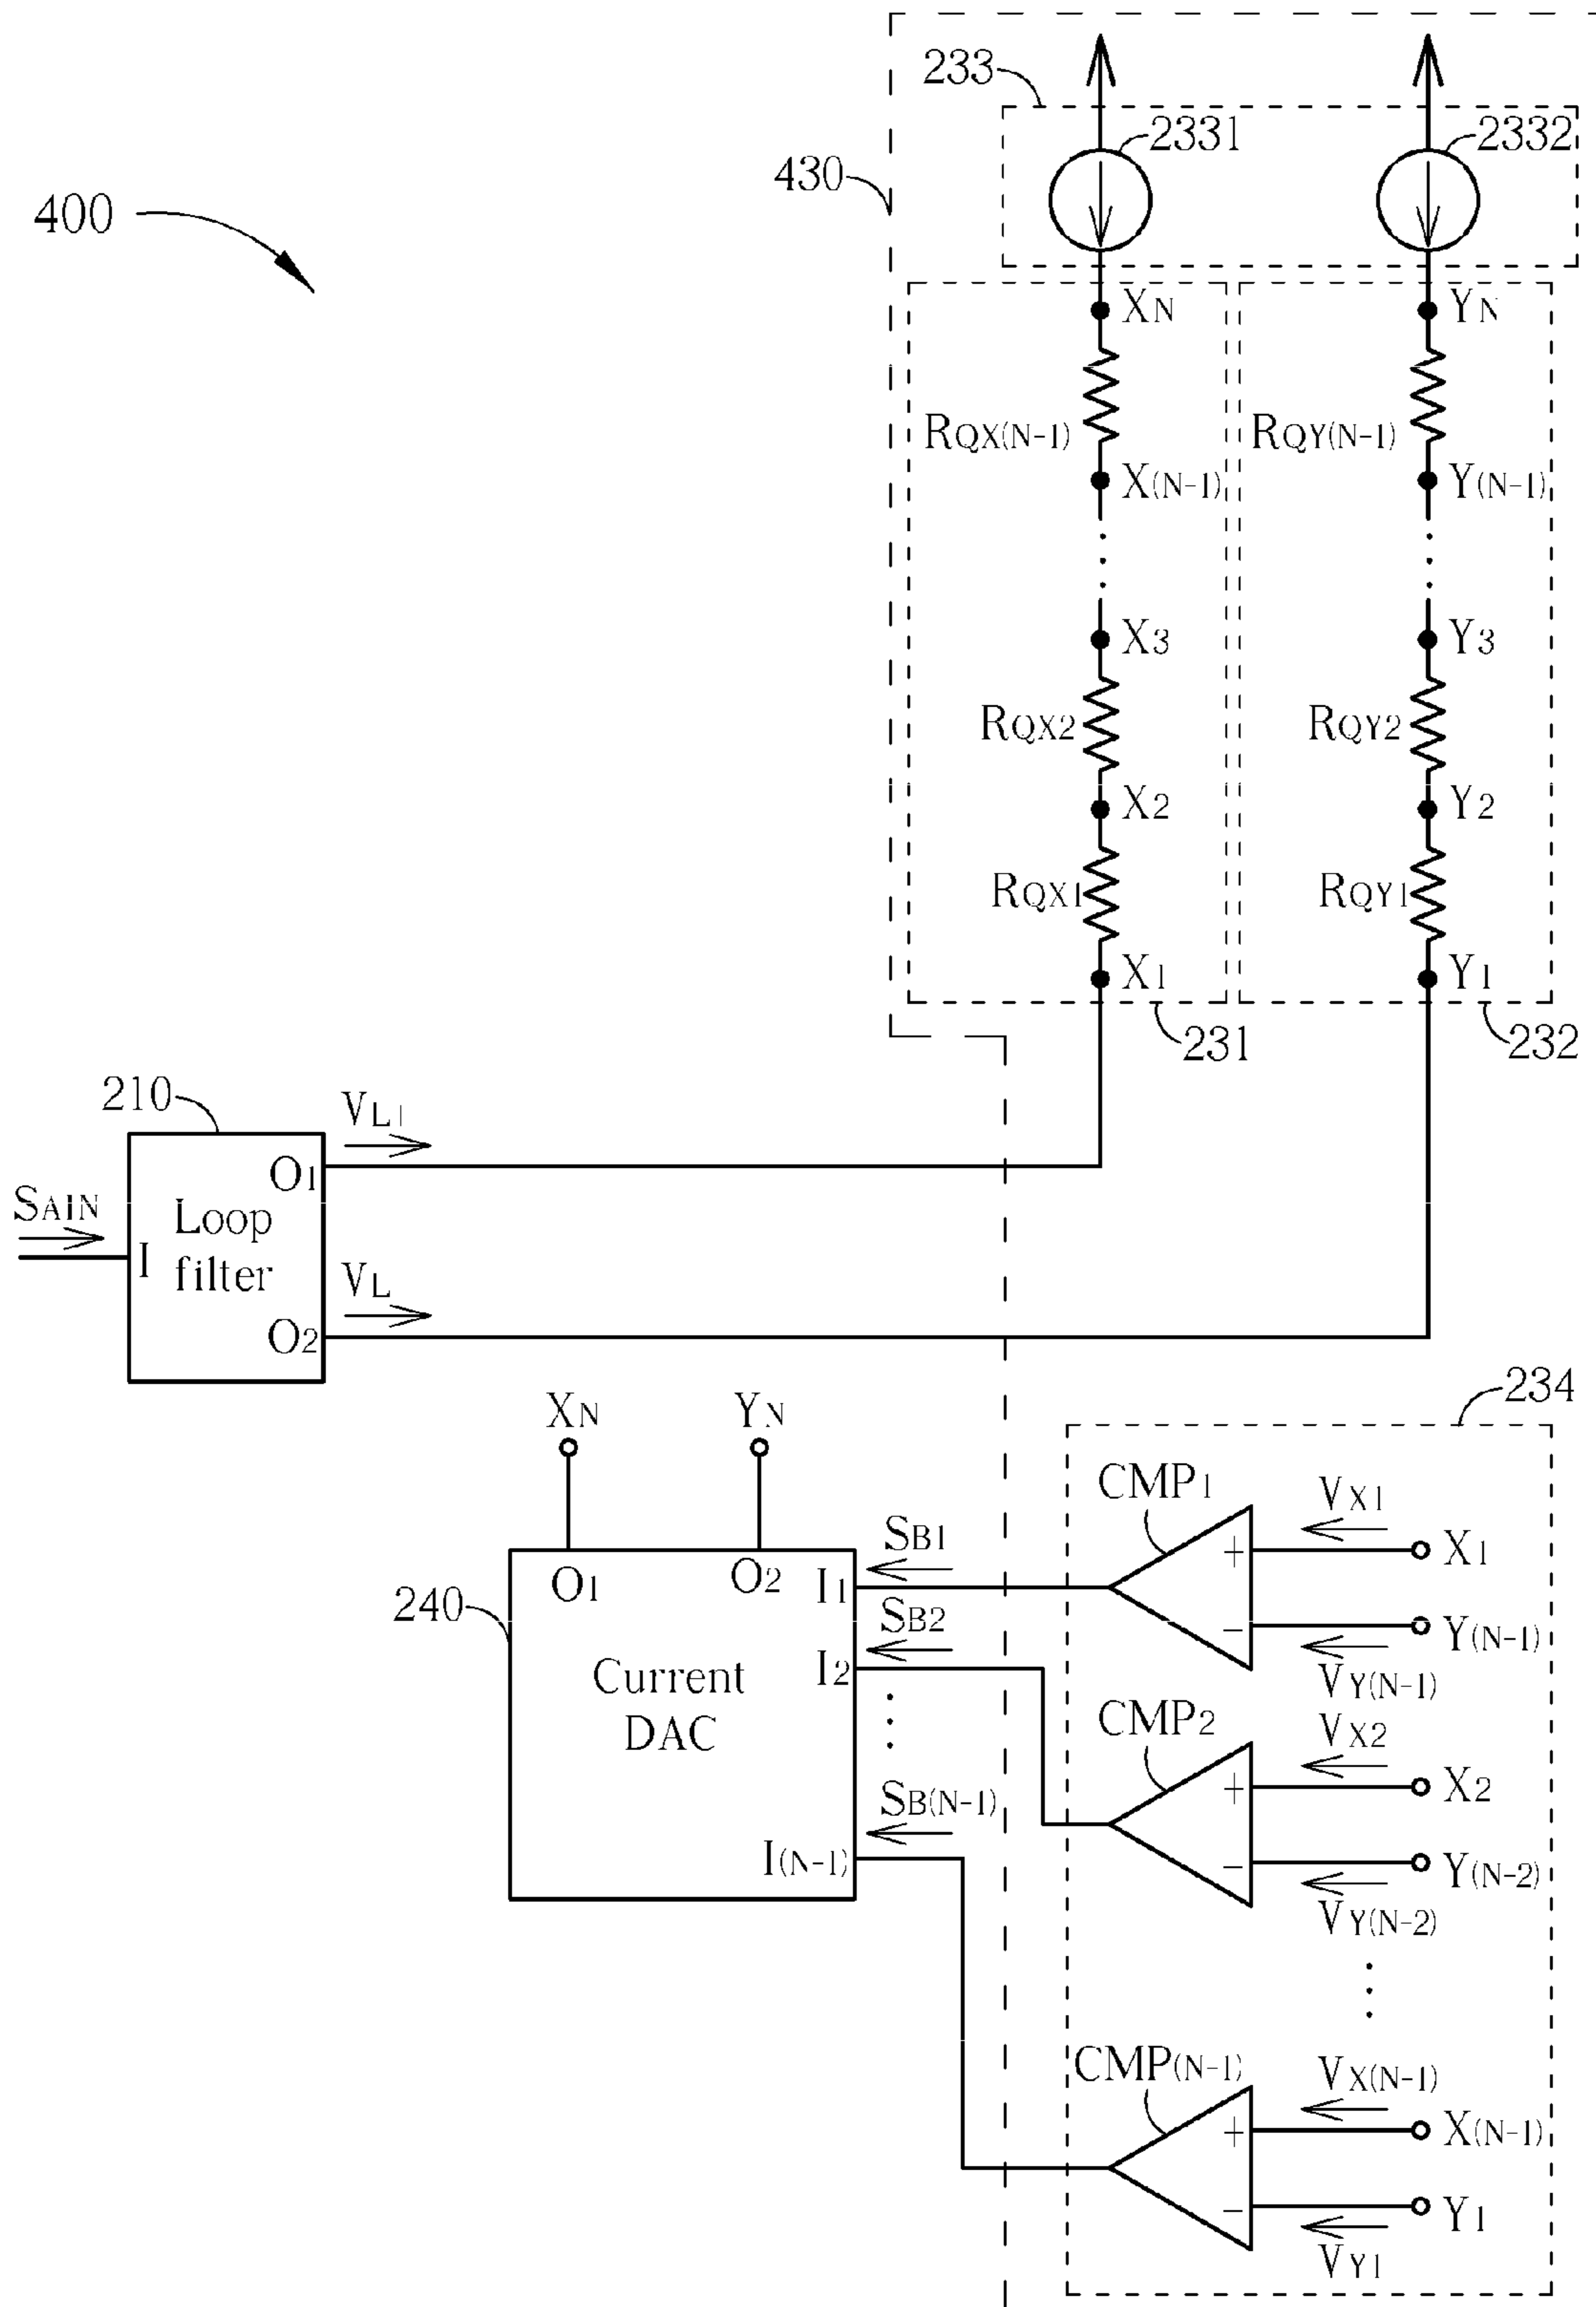 233
2331
2332
430
400
XN
YN
RQX(N-1)
RQY(N-1)
X(N-1)
Y(N-1)
X3
Y3
RQX2
RQY2
X2
Y2
RQX1
RQY1
X1
Y1
231
232
210
VL1
O1
SAIN
Loop
I
filter
VL
O2
234
XN
YN
CMP1
VX1
SB1
+
X1
O1
O2
I1
240
SB2
−
Y(N-1)
Current
I2
VY(N-1)
DAC
CMP2
VX2
+
X2
SB(N-1)
I(N-1)
−
Y(N-2)
VY(N-2)
CMP(N-1)
VX(N-1)
+
X(N-1)
−
Y1
VY1